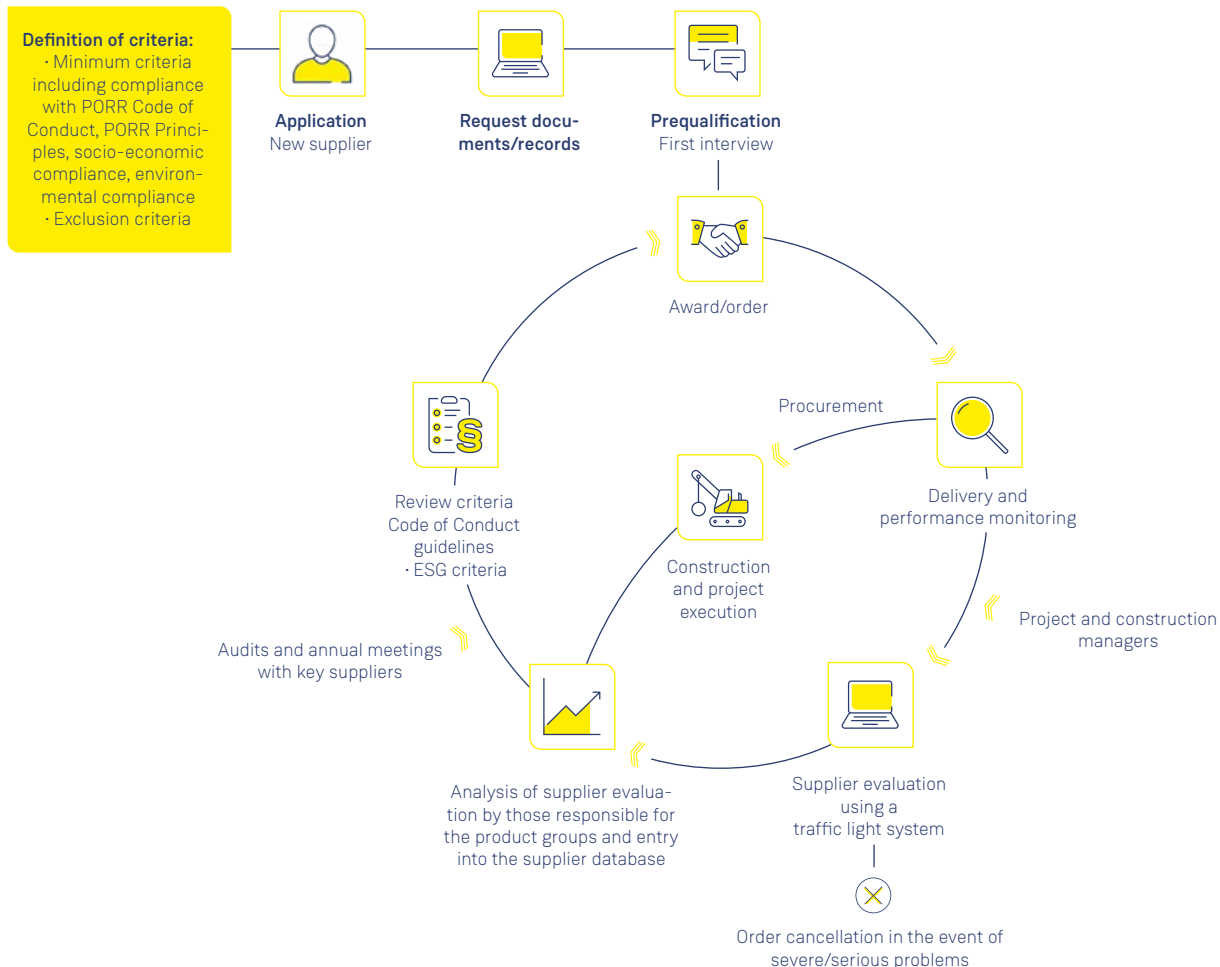 Definition of criteria:
· Minimum criteria
including compliance
with PORR Code of
Conduct, PORR Princi-
ples, socio-economic
compliance, environ-
mental compliance
· Exclusion criteria
Application
New supplier
Request docu-
ments/records
Prequalification
First interview
Award/order
Procurement
Delivery and
performance monitoring
Review criteria
Code of Conduct
guidelines
· ESG criteria
§
Construction
and project
execution
Project and construction
managers
Audits and annual meetings
with key suppliers
Supplier evaluation
using a
traffic light system
Analysis of supplier evalua-
tion by those responsible for
the product groups and entry
into the supplier database
Order cancellation in the event of
severe/serious problems